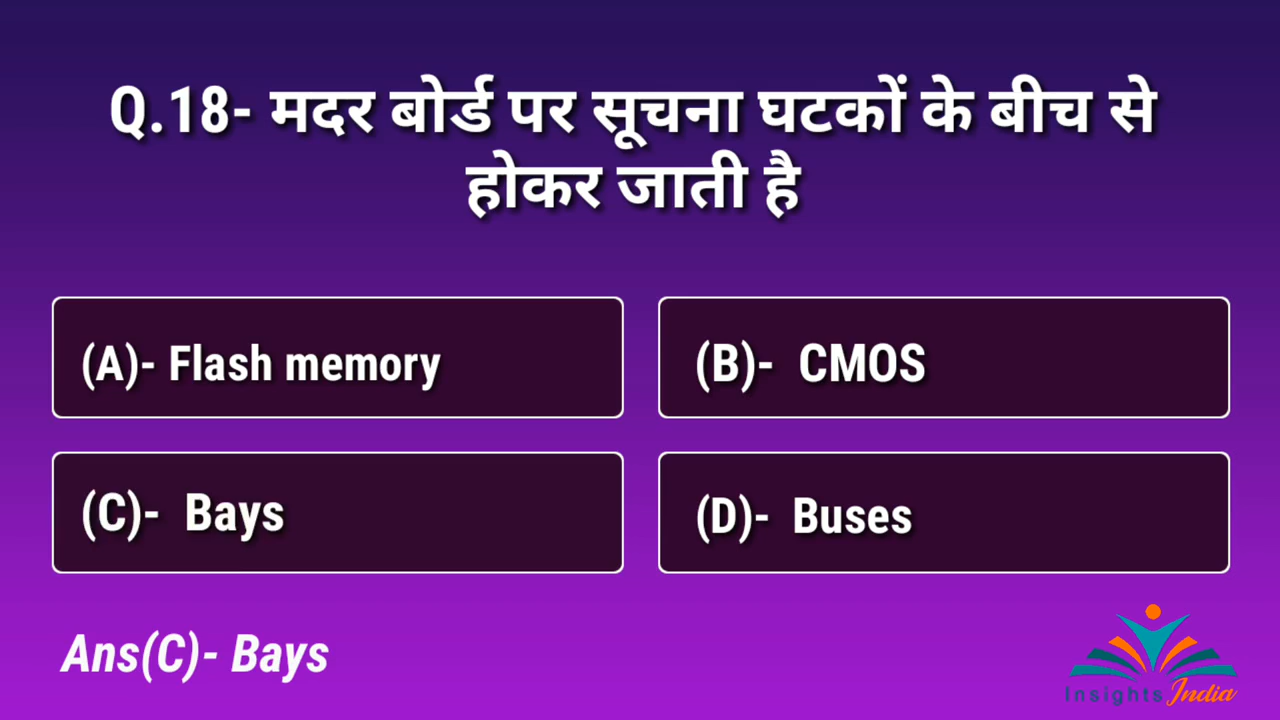 Q.18- मदर बोर्ड पर सूचना घटकों के बीच से
होकर जाती है
(A)- Flash memory
(B)- CMOS
(C)- Bays
(D)- Buses
Ans(C)- Bays
Insights India